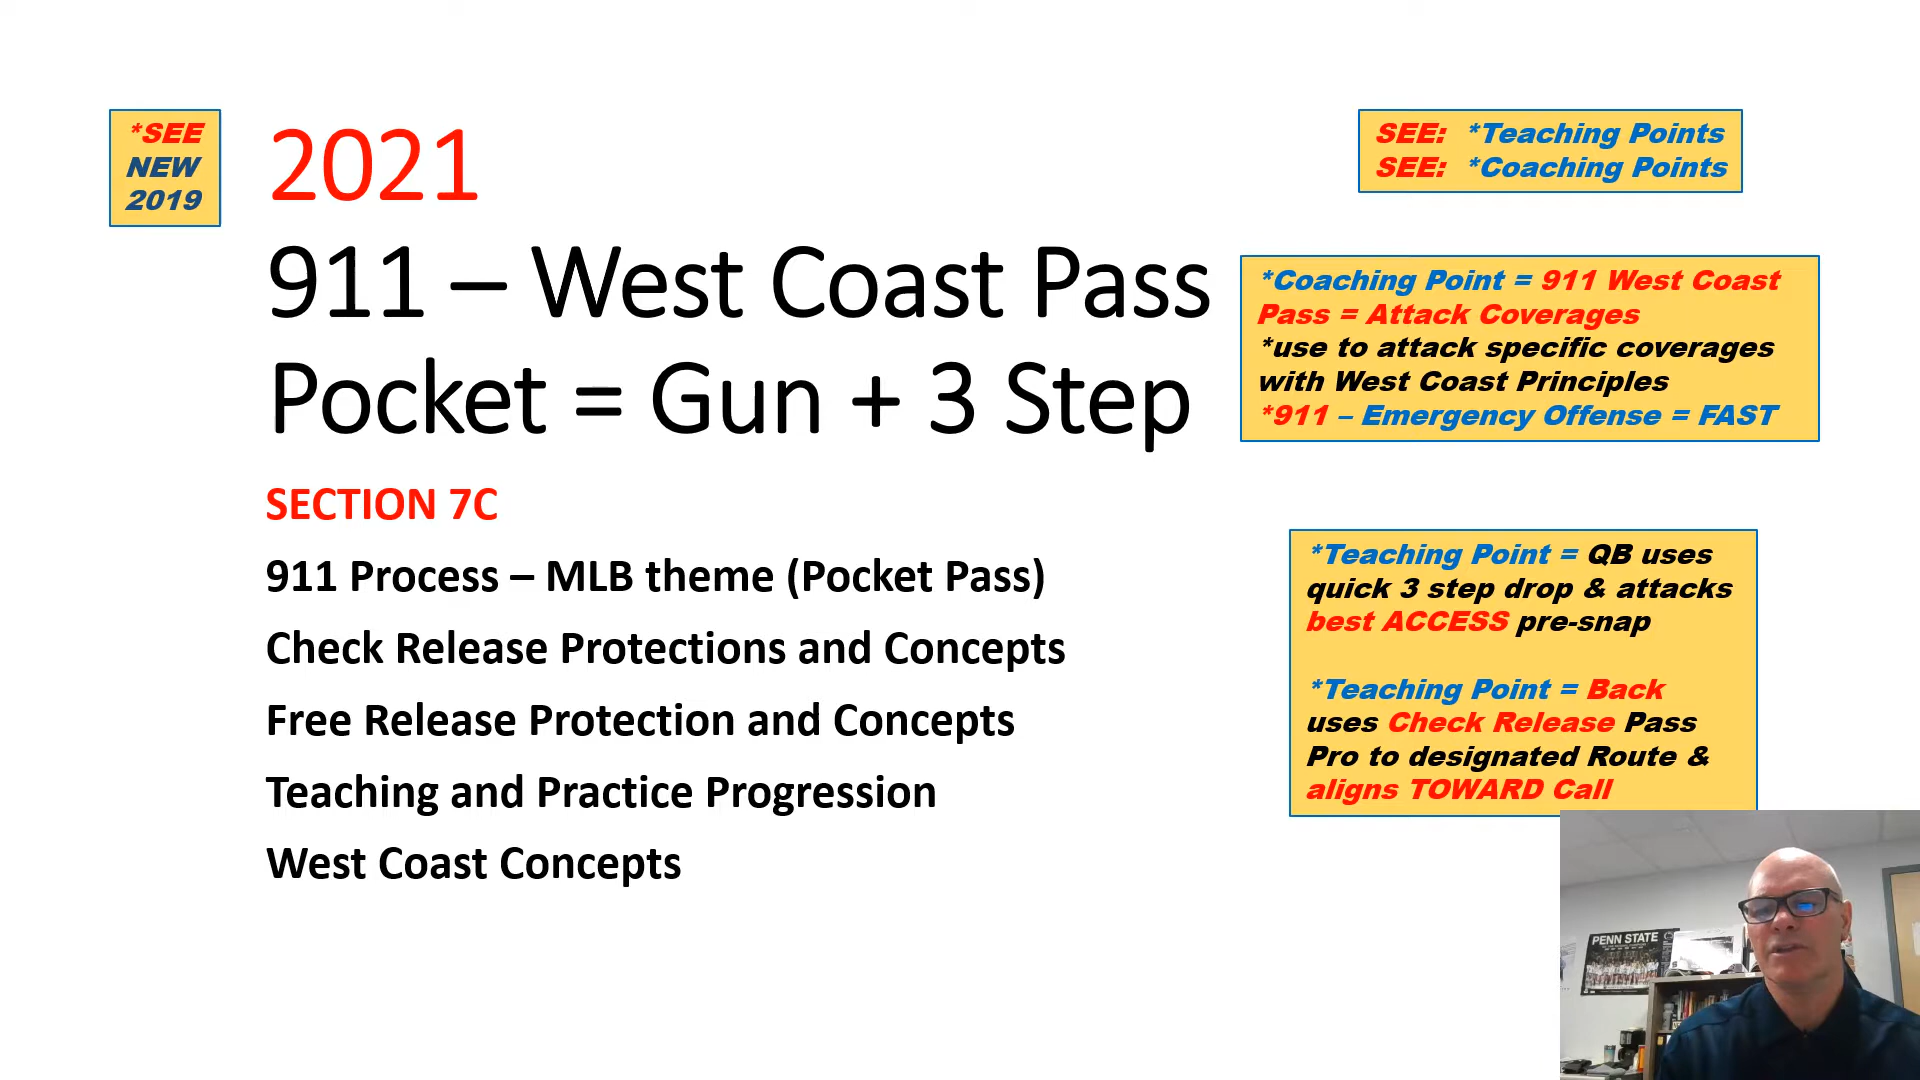 *SEE
NEW
2019
2021
911 – West Coast Pass
Pocket = Gun + 3 Step
SECTION 7C
911 Process – MLB theme (Pocket Pass)
Check Release Protections and Concepts
Free Release Protection and Concepts
Teaching and Practice Progression
West Coast Concepts
SEE: *Teaching Points
SEE: *Coaching Points
*Coaching Point = 911 West Coast
Pass = Attack Coverages
*use to attack specific coverages
with West Coast Principles
*911 – Emergency Offense = FAST
*Teaching Point = QB uses
quick 3 step drop & attacks
best ACCESS pre-snap
*Teaching Point = Back
uses Check Release Pass
Pro to designated Route &
aligns TOWARD Call
PENN STATE